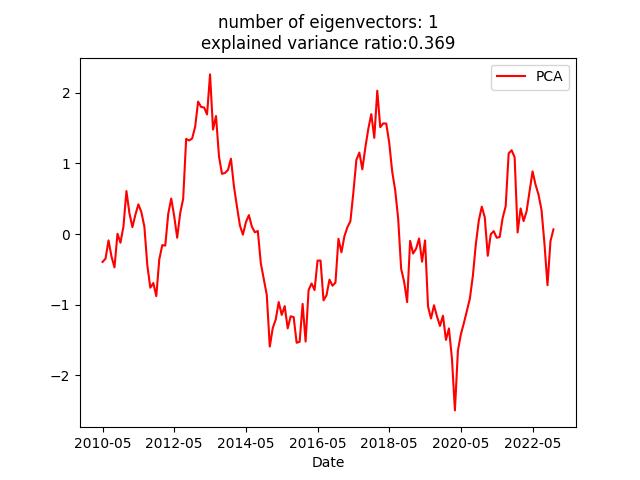 number of eigenvectors: 1
explained variance ratio:0.369
PCA
2
1
0
−1
−2
2010-05 2012-05 2014-05 2016-05 2018-05 2020-05 2022-05
Date